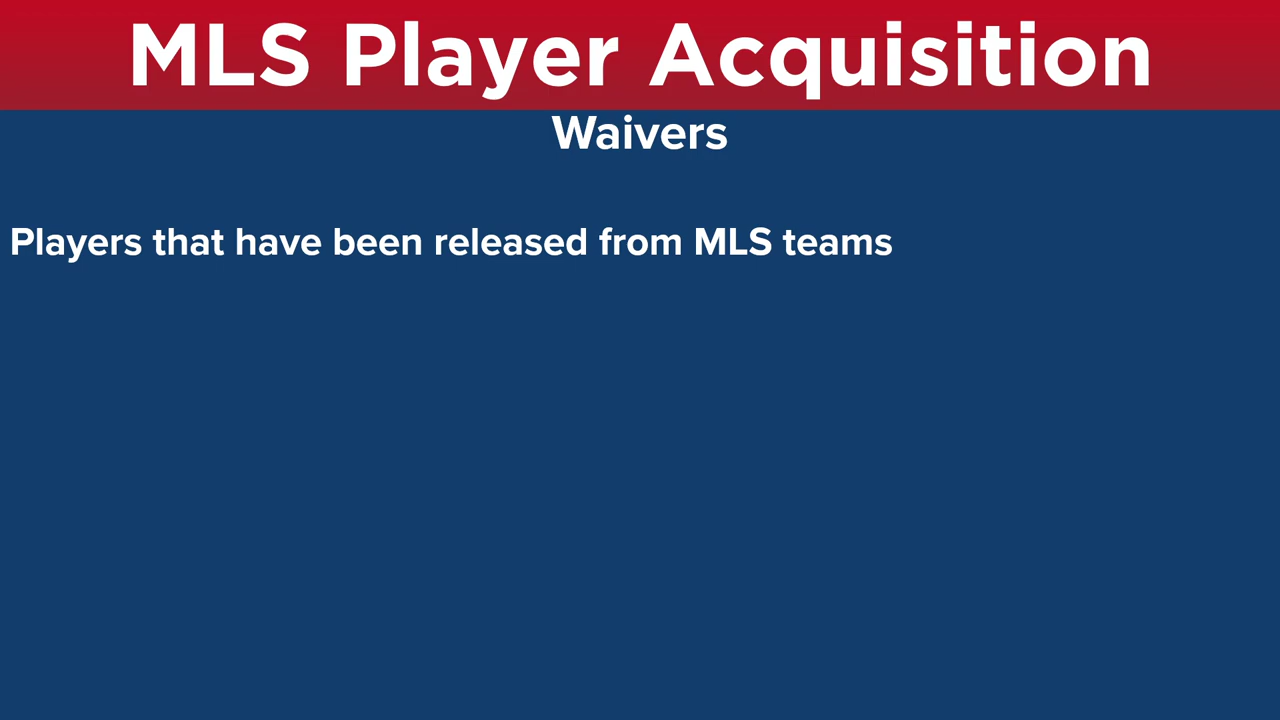 MLS Player Acquisition
Waivers
Players that have been released from MLS teams